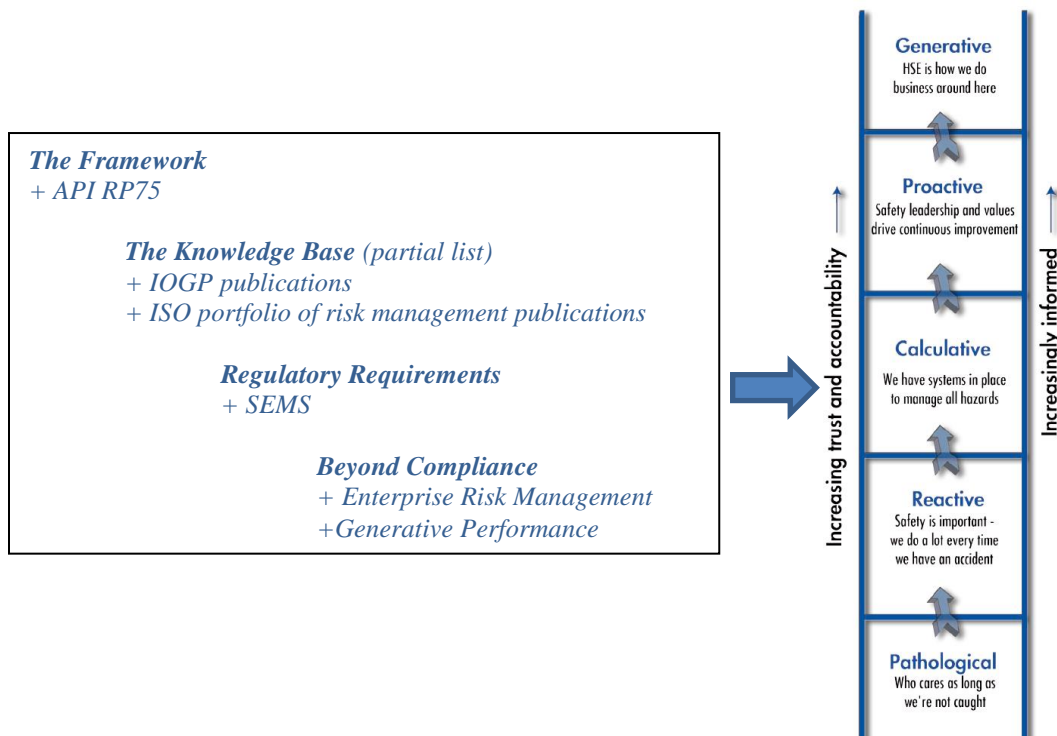 The Framework
+ API RP75
The Knowledge Base (partial list)
+ IOGP publications
+ ISO portfolio of risk management publications
Regulatory Requirements
+ SEMS
Beyond Compliance
+ Enterprise Risk Management
+Generative Performance
Increasing trust and accountability
Generative
HSE is how we do
business around here
Proactive
Safety leadership and values
drive continuous improvement
Calculative
We have systems in place
to manage all hazards
Reactive
Safety is important -
we do a lot every time
we have an accident
Pathological
Who cares as long as
we're not caught
Increasingly informed